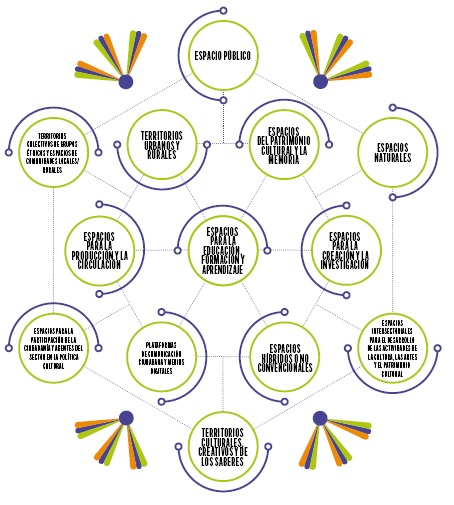 ESPACIO PÚBLICO
TERRITORIOS
COLECTIVOS DE GRUPOS
ÉTNICOS Y ESPACIOS DE
COMUNIDADES LOCALES/
RURALES
TERRITORIOS
URBANOS Y
RURALES
ESPACIOS
DEL PATRIMONIO
CULTURAL Y LA
MEMORIA
ESPACIOS
NATURALES
ESPACIOS
PARA LA
PRODUCCIÓN Y LA
CIRCULACIÓN
ESPACIOS
PARA LA
EDUCACIÓN,
FORMACIÓN Y
APRENDIZAJE
ESPACIOS
PARA LA
CREACIÓN Y LA
INVESTIGACIÓN
ESPACIOS PARA LA
PARTICIPACIÓN DE LA
CIUDADANÍA Y AGENTES DEL
SECTOR EN LA POLÍTICA
CULTURAL
PLATAFORMAS
DE COMUNICACIÓN
CIUDADANA Y MEDIOS
DIGITALES
ESPACIOS
HÍBRIDOS O NO
CONVENCIONALES
ESPACIOS
INTERSECTORIALES
PARA EL DESARROLLO
DE LAS ACTIVIDADES DE
LA CULTURA, LAS ARTES
Y EL PATRIMONIO
CULTURAL
TERRITORIOS
CULTURALES,
CREATIVOS Y DE
LOS SABERES